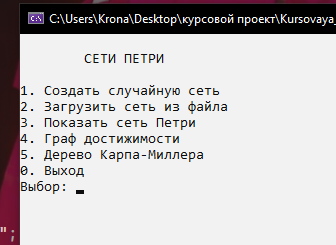 C:\Users\Krona\Desktop\курсовой проект\Kursovaya_
СЕТИ ПЕТРИ
1. Создать случайную сеть
2. Загрузить сеть из файла
3. Показать сеть Петри
4. Граф достижимости
5. Дерево Карпа-Миллера
0. Выход
Выбор: _
";